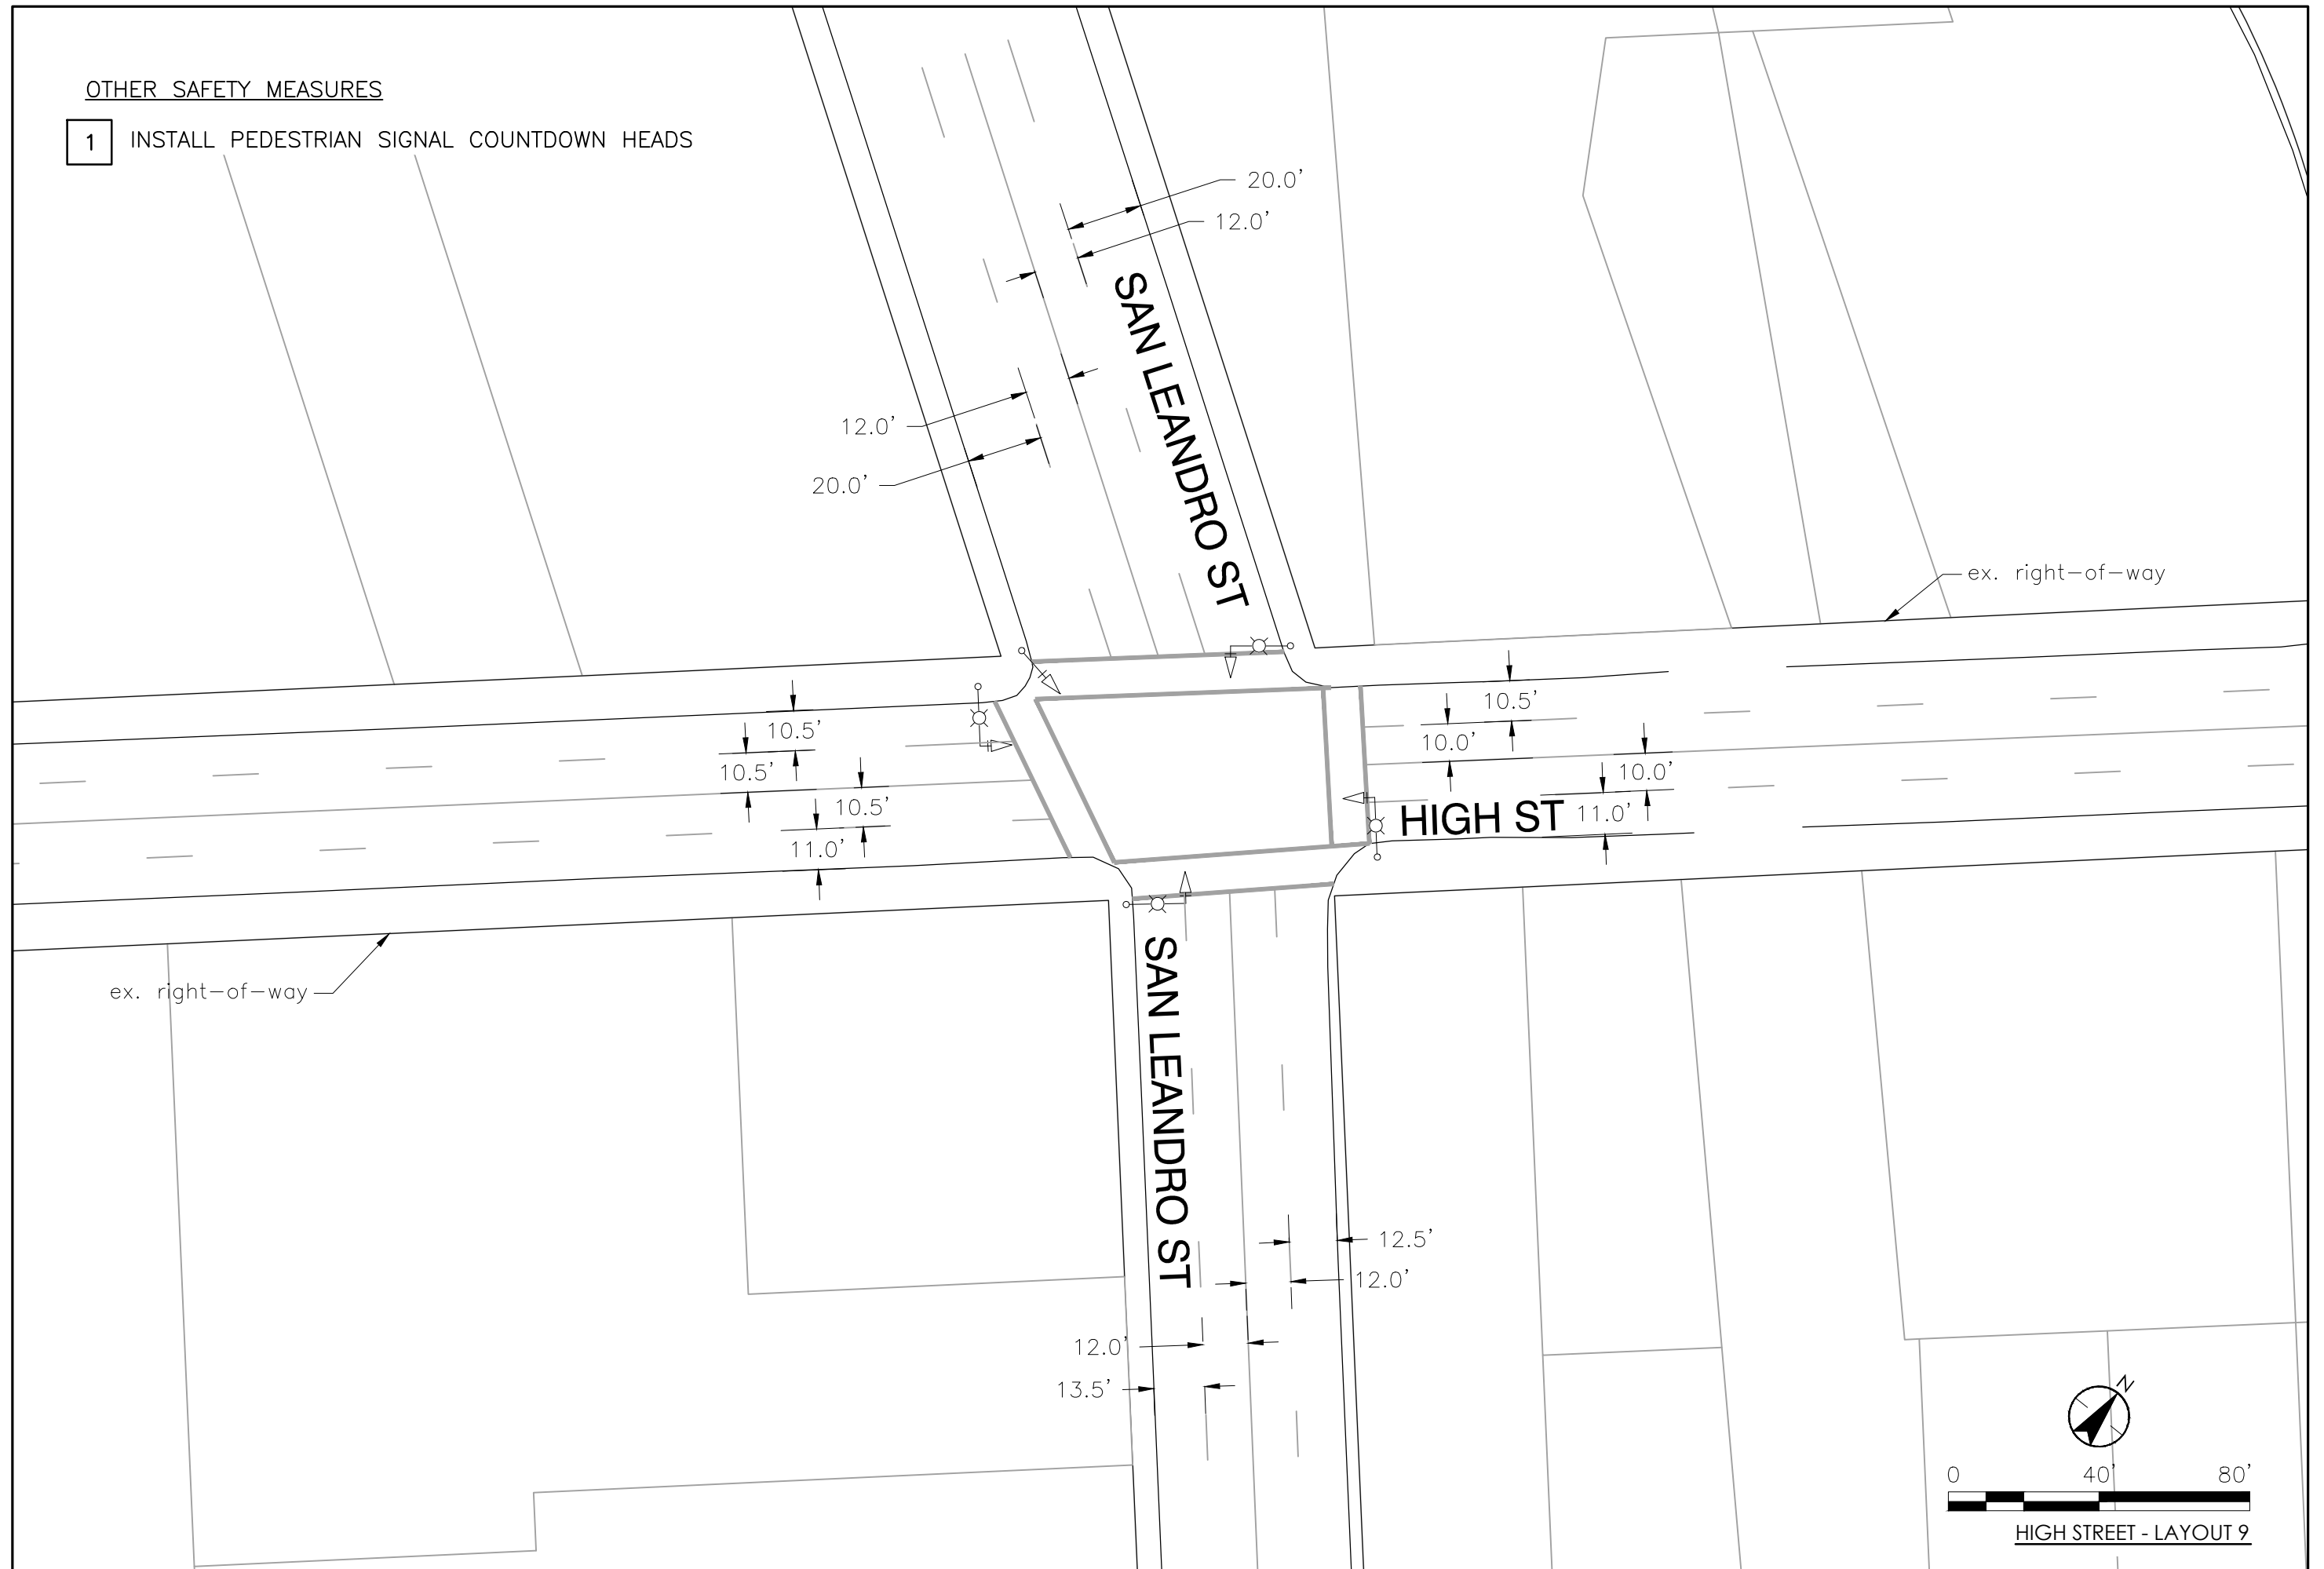 OTHER SAFETY MEASURES
1 INSTALL PEDESTRIAN SIGNAL COUNTDOWN HEADS
20.0'
12.0'
SAN LEANDRO ST
12.0'
20.0'
ex. right-of-way
10.5'
10.5'
10.5'
11.0'
10.5'
10.0'
10.0'
11.0'
HIGH ST
ex. right-of-way
SAN LEANDRO ST
12.5'
12.0'
12.0'
13.5'
N
0 40' 80'
HIGH STREET - LAYOUT 9